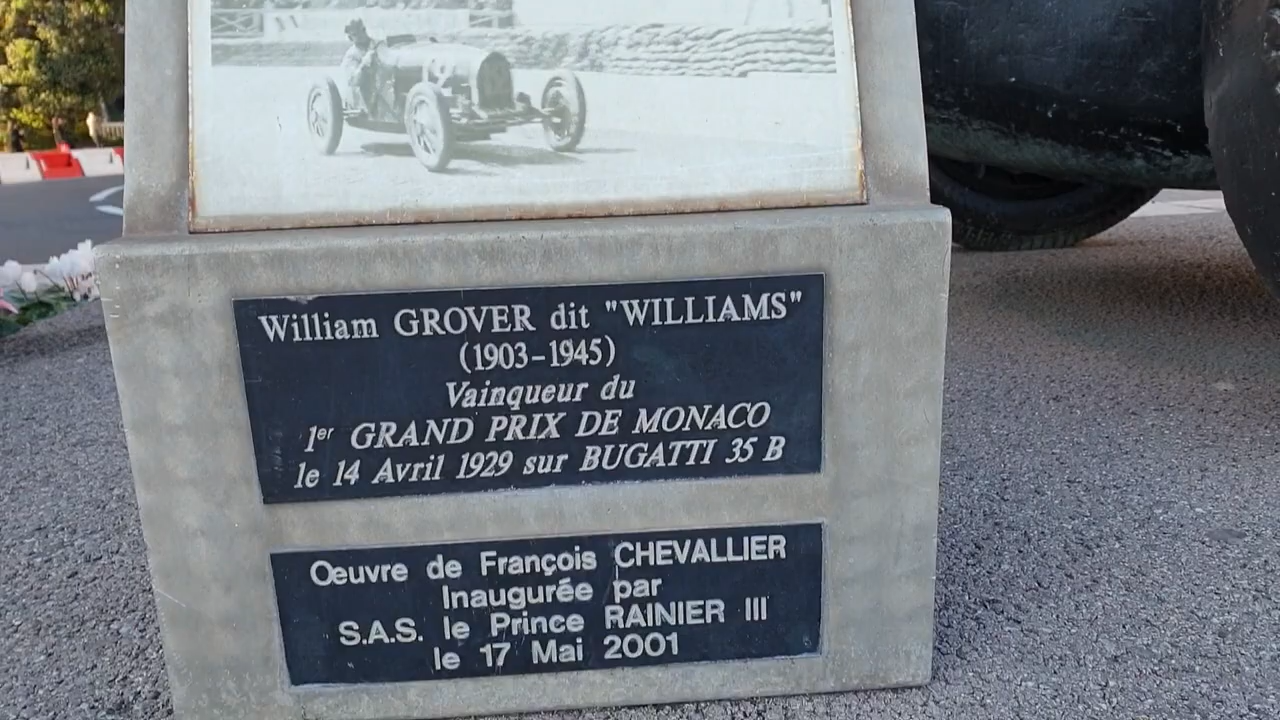 William GROVER dit "WILLIAMS"
(1903-1945)
Vainqueur du
1er GRAND PRIX DE MONACO
le 14 Avril 1929 sur BUGATTI 35 B
Oeuvre de François CHEVALLIER
Inaugurée par
S.A.S. le Prince RAINIER III
le 17 Mai 2001